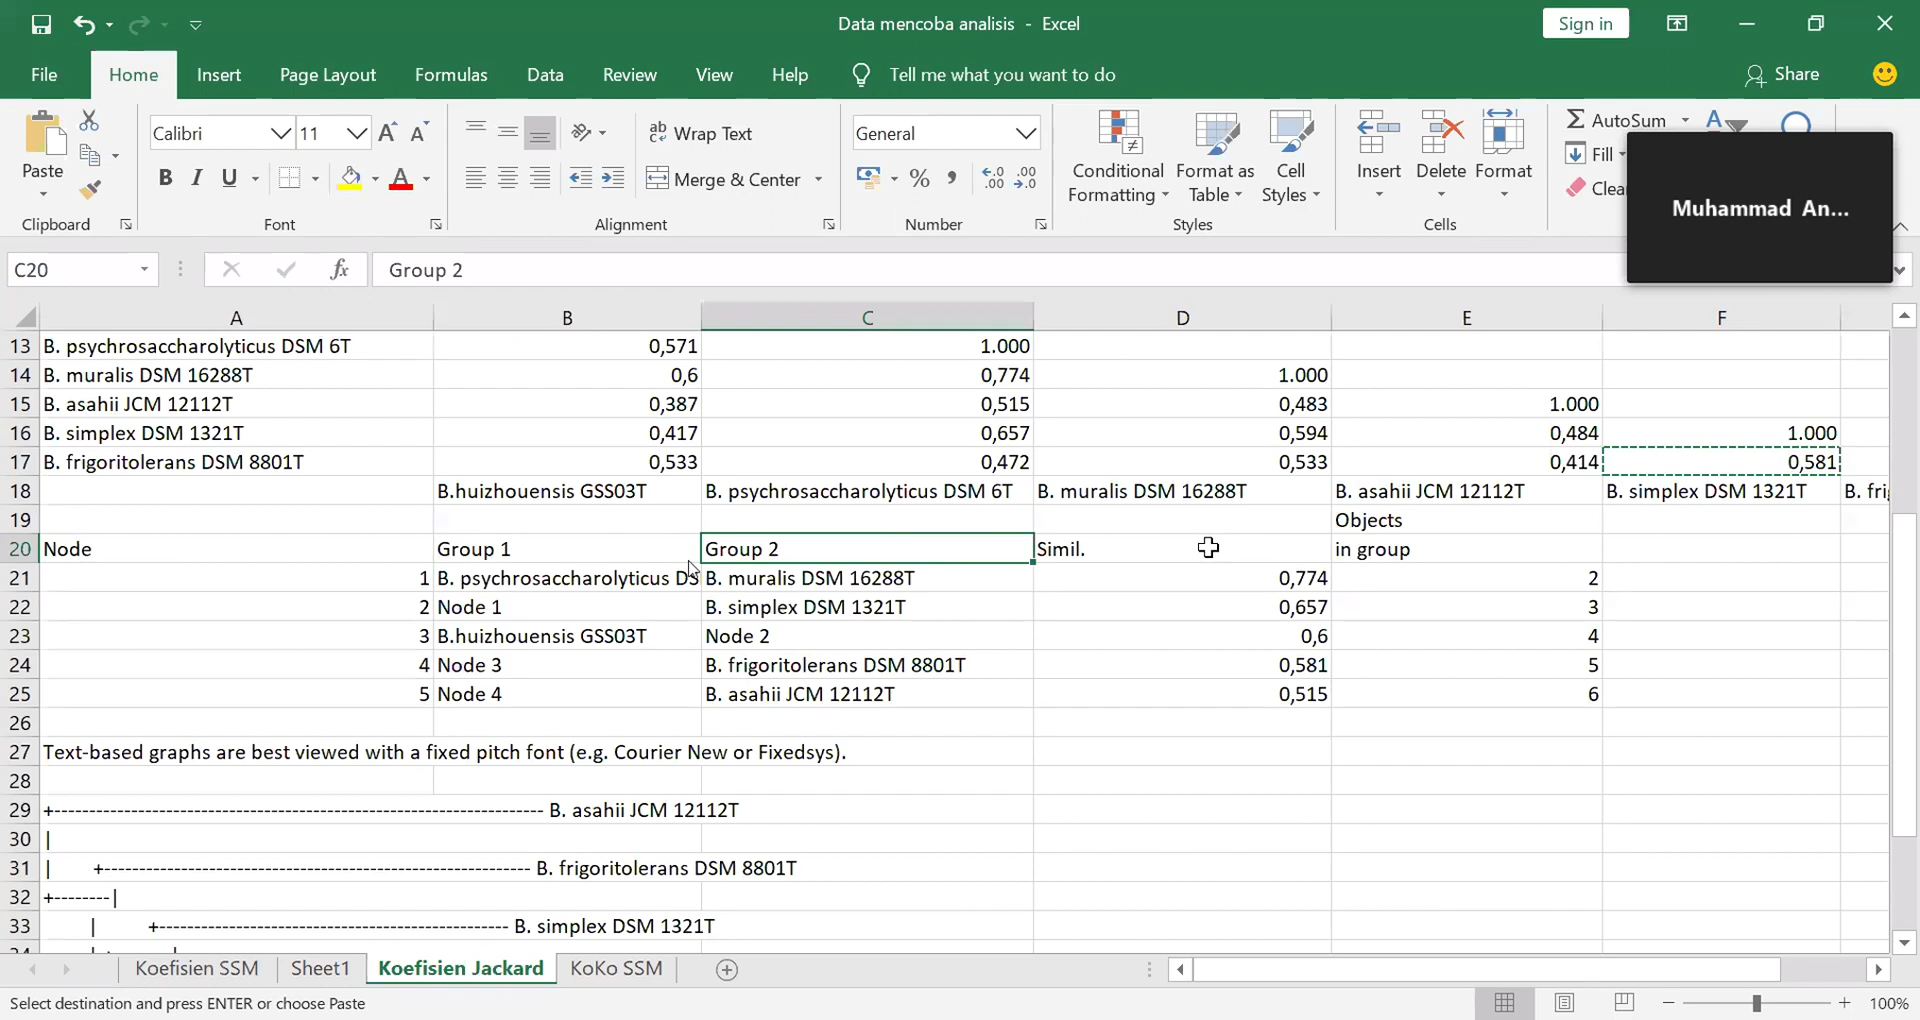 Data mencoba analisis - Excel
Sign in
File Home Insert Page Layout Formulas Data Review View Help Tell me what you want to do Share
Calibri 11
Wrap Text
General
AutoSum
Paste
Merge & Center
Conditional Formatting
Format as Table
Cell Styles
Insert Delete Format
Fill
Clea
Muhammad An...
Clipboard Font Alignment Number Styles Cells
C20 fx Group 2
A B C D E F
13 B. psychrosaccharolyticus DSM 6T 0,571 1.000
14 B. muralis DSM 16288T 0,6 0,774 1.000
15 B. asahii JCM 12112T 0,387 0,515 0,483 1.000
16 B. simplex DSM 1321T 0,417 0,657 0,594 0,484 1.000
17 B. frigoritolerans DSM 8801T 0,533 0,472 0,533 0,414 0,581
18 B.huizhouensis GSS03T B. psychrosaccharolyticus DSM 6T B. muralis DSM 16288T B. asahii JCM 12112T B. simplex DSM 1321T B. frig
19 Objects
20 Node Group 1 Group 2 Simil. in group
21 1 B. psychrosaccharolyticus DS B. muralis DSM 16288T 0,774 2
22 2 Node 1 B. simplex DSM 1321T 0,657 3
23 3 B.huizhouensis GSS03T Node 2 0,6 4
24 4 Node 3 B. frigoritolerans DSM 8801T 0,581 5
25 5 Node 4 B. asahii JCM 12112T 0,515 6
26
27 Text-based graphs are best viewed with a fixed pitch font (e.g. Courier New or Fixedsys).
28
29 B. asahii JCM 12112T
30
31 B. frigoritolerans DSM 8801T
32
33 B. simplex DSM 1321T
Koefisien SSM Sheet1 Koefisien Jackard KoKo SSM
Select destination and press ENTER or choose Paste 100%